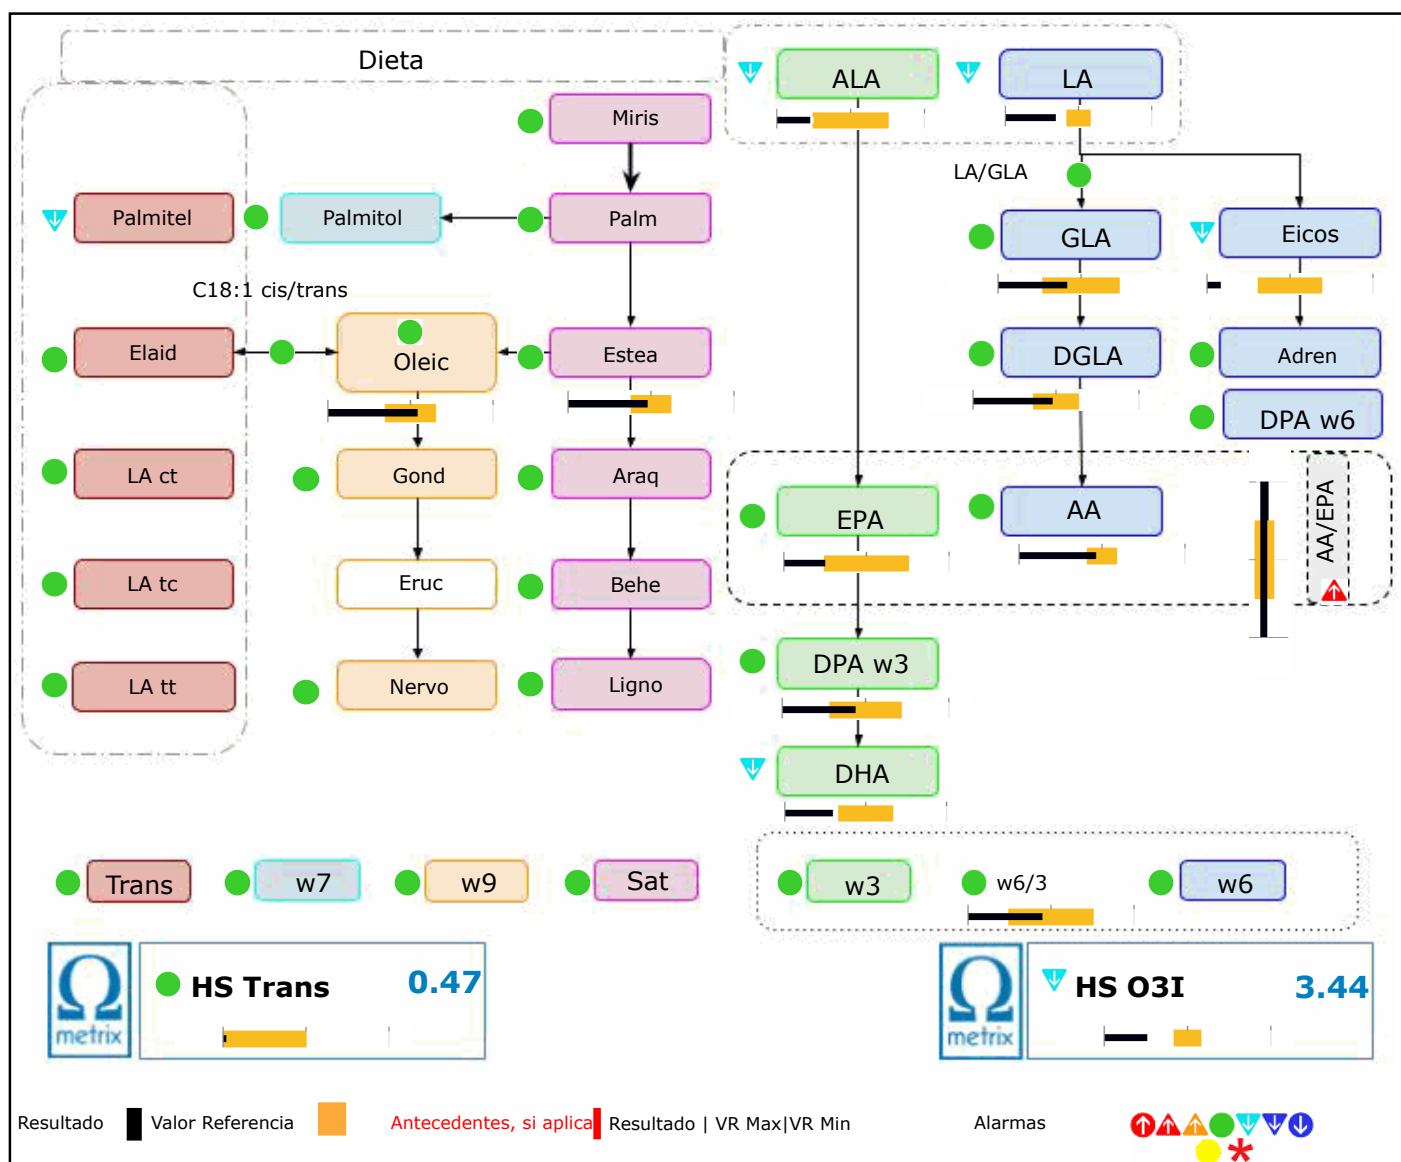 Dieta
ALA
LA
Miris
LA/GLA
Palmitel
Palmitol
Palm
GLA
Eicos
C18:1 cis/trans
Elaid
Oleic
Estea
DGLA
Adren
DPA w6
LA ct
Gond
Araq
EPA
AA
AA/EPA
LA tc
Eruc
Behe
LA tt
Nervo
Ligno
DPA w3
DHA
Trans
w7
w9
Sat
w3
w6/3
w6
Ω
metrix
HS Trans
0.47
Ω
metrix
HS O3I
3.44
Resultado
Valor Referencia
Antecedentes, si aplica
Resultado | VR Max|VR Min
Alarmas